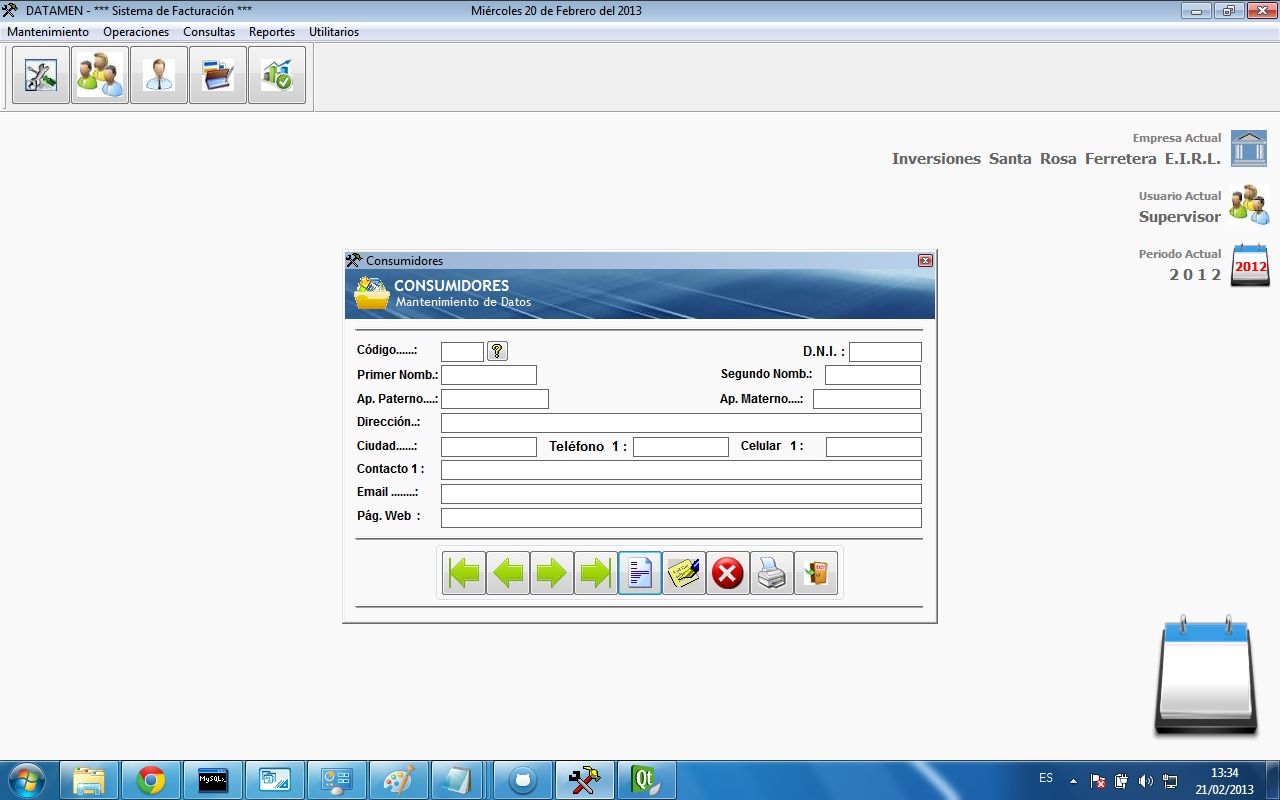 DATAMEN - *** Sistema de Facturación ***
Miércoles 20 de Febrero del 2013
Mantenimiento Operaciones Consultas Reportes Utilitarios
Empresa Actual
Inversiones Santa Rosa Ferretera E.I.R.L.
Usuario Actual
Supervisor
Periodo Actual
2 0 1 2
2012
Consumidores
CONSUMIDORES
Mantenimiento de Datos
Código......: ? D.N.I. :
Primer Nomb.: Segundo Nomb.:
Ap. Paterno....: Ap. Materno....:
Dirección..:
Ciudad......: Teléfono 1 : Celular 1 :
Contacto 1 :
Email ........:
Pág. Web :
MySQL
Qt
ES
13:34
21/02/2013